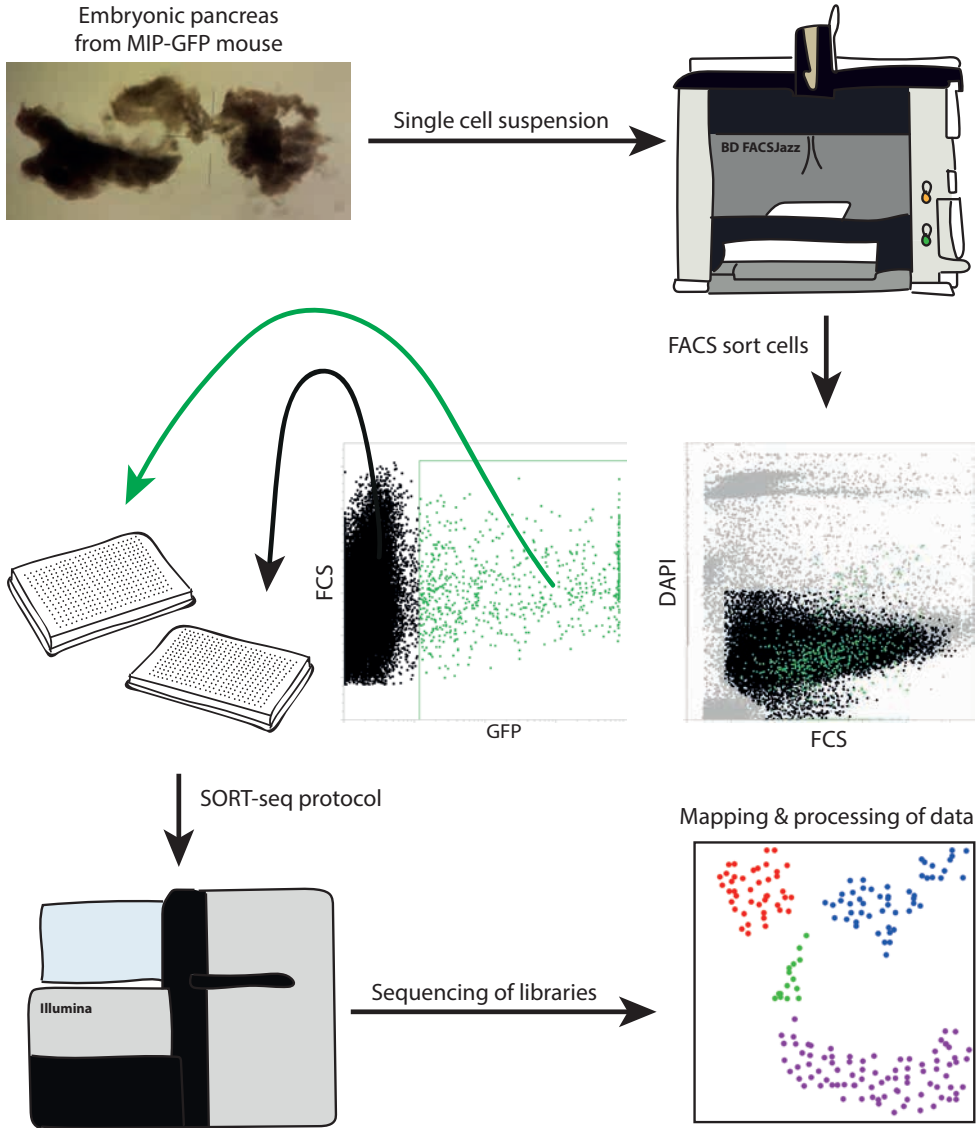 Embryonic pancreas
from MIP-GFP mouse
Single cell suspension
BD FACSJazz
FACS sort cells
FCS
GFP
DAPI
FCS
SORT-seq protocol
Mapping & processing of data
Illumina
Sequencing of libraries